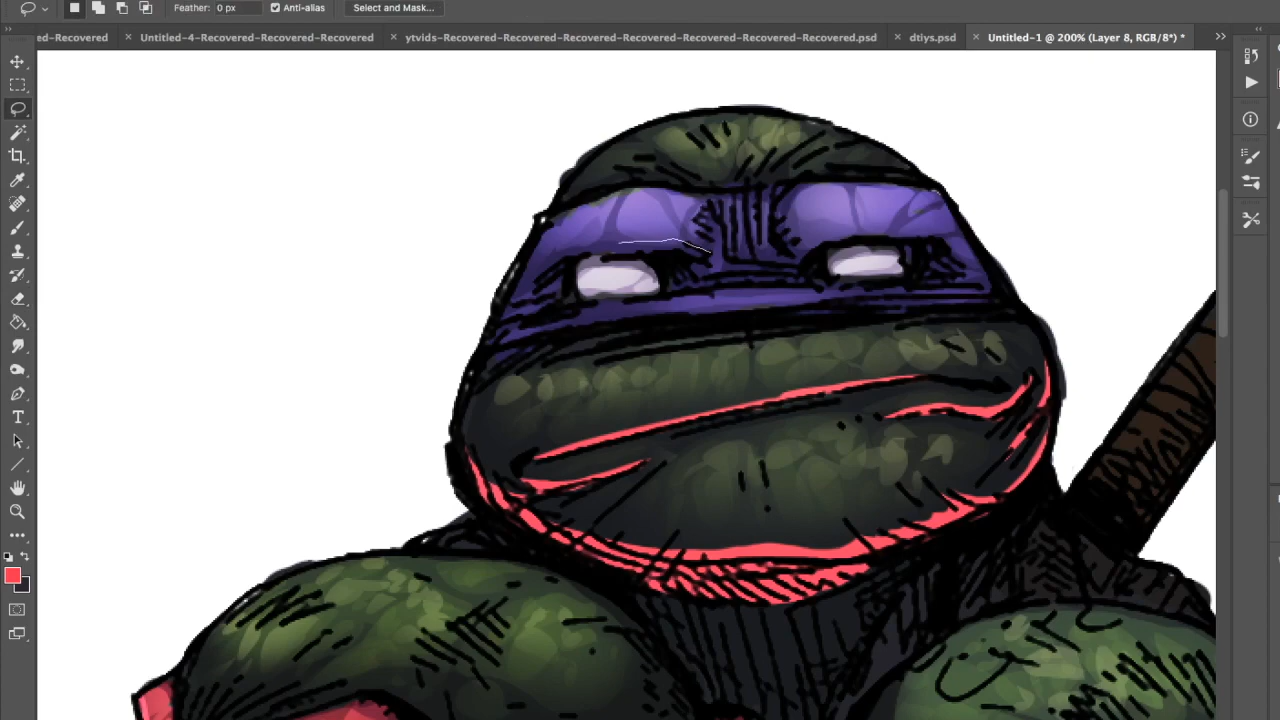 Feather: 0 px Anti-alias Select and Mask...
ed-Recovered Untitled-4-Recovered-Recovered ytvids-Recovered-Recovered-Recovered-Recovered-Recovered-Recovered-Recovered.psd dtiys.psd Untitled-1 @ 200% (Layer 8, RGB/8*) *